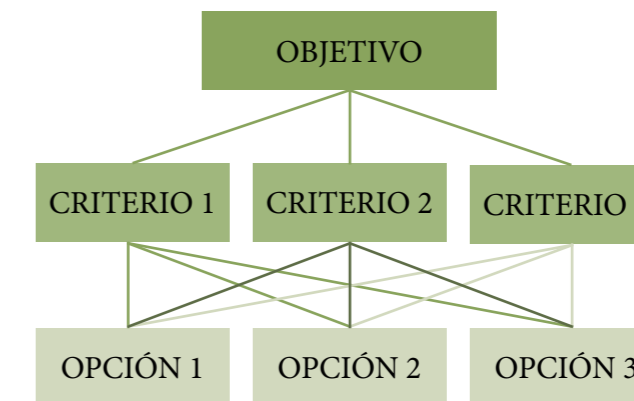 OBJETIVO
CRITERIO 1 CRITERIO 2 CRITERIO
OPCIÓN 1 OPCIÓN 2 OPCIÓN 3